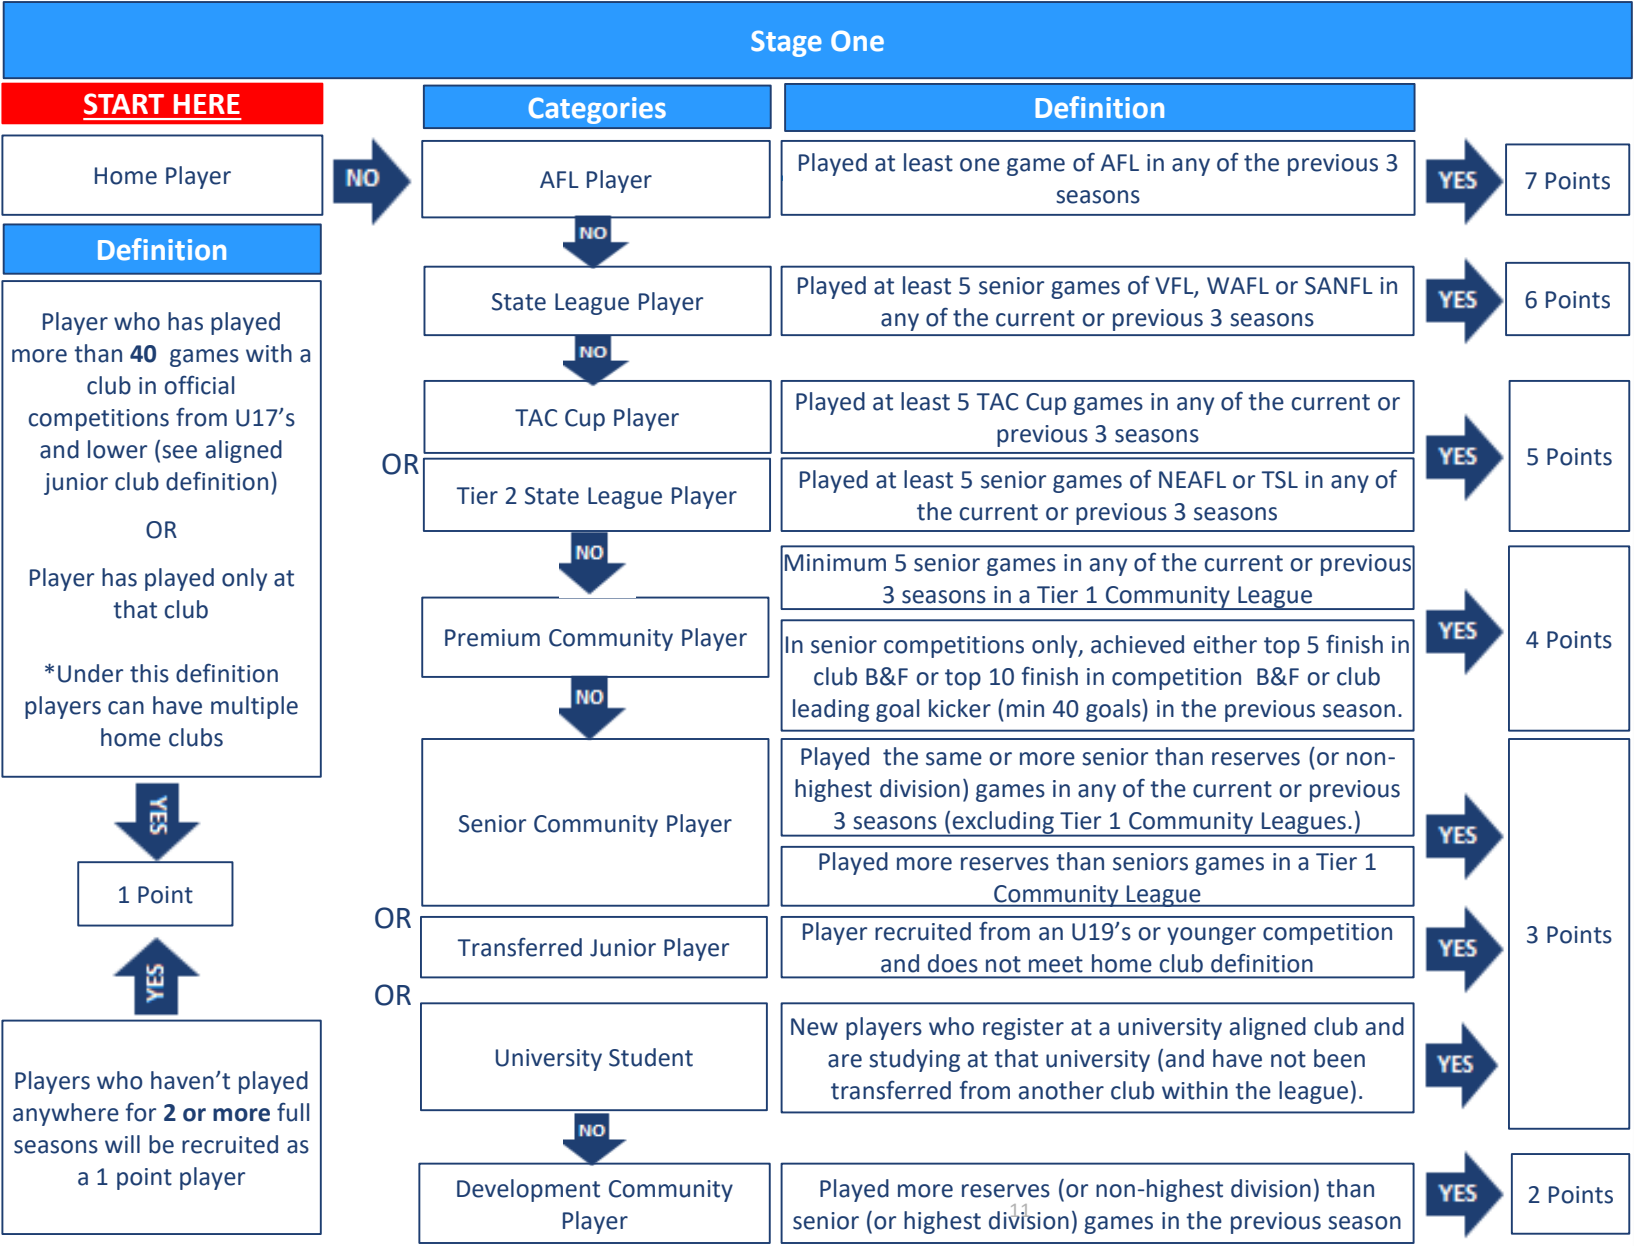 Stage One
START HERE
Home Player
NO
Definition
Player who has played
more than 40 games with a
club in official
competitions from U17's
and lower (see aligned
junior club definition)
OR
Player has played only at
that club
*Under this definition
players can have multiple
home clubs
YES
1 Point
YES
Players who haven't played
anywhere for 2 or more full
seasons will be recruited as
a 1 point player
Categories
Definition
AFL Player
Played at least one game of AFL in any of the previous 3
seasons
YES
7 Points
NO
State League Player
Played at least 5 senior games of VFL, WAFL or SANFL in
any of the current or previous 3 seasons
YES
6 Points
NO
TAC Cup Player
Played at least 5 TAC Cup games in any of the current or
previous 3 seasons
OR
Tier 2 State League Player
Played at least 5 senior games of NEAFL or TSL in any of
the current or previous 3 seasons
YES
5 Points
NO
Premium Community Player
Minimum 5 senior games in any of the current or previous
3 seasons in a Tier 1 Community League
In senior competitions only, achieved either top 5 finish in
club B&F or top 10 finish in competition B&F or club
leading goal kicker (min 40 goals) in the previous season.
YES
4 Points
NO
Senior Community Player
Played the same or more senior than reserves (or non-
highest division) games in any of the current or previous
3 seasons (excluding Tier 1 Community Leagues.)
Played more reserves than seniors games in a Tier 1
Community League
YES
OR
Transferred Junior Player
Player recruited from an U19's or younger competition
and does not meet home club definition
YES
3 Points
OR
University Student
New players who register at a university aligned club and
are studying at that university (and have not been
transferred from another club within the league).
YES
NO
Development Community
Player
Played more reserves (or non-highest division) than
senior (or highest division) games in the previous season
YES
2 Points
11